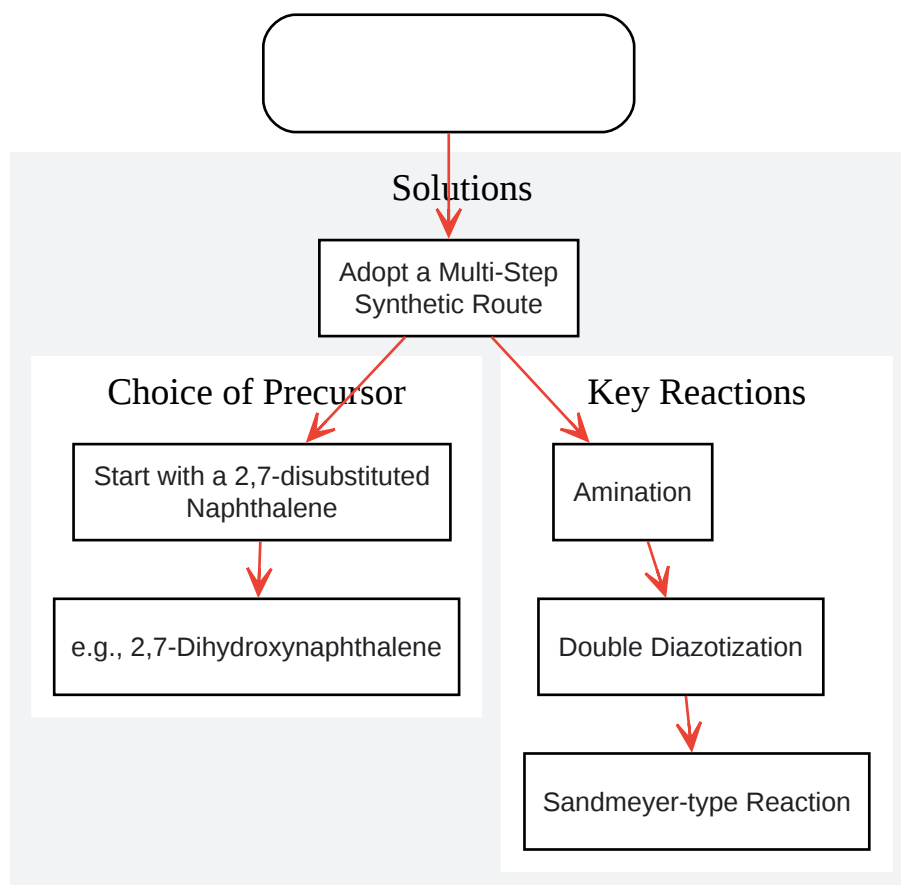 Solutions
Adopt a Multi-Step
Synthetic Route
Choice of Precursor
Start with a 2,7-disubstituted
Naphthalene
e.g., 2,7-Dihydroxynaphthalene
Key Reactions
Amination
Double Diazotization
Sandmeyer-type Reaction